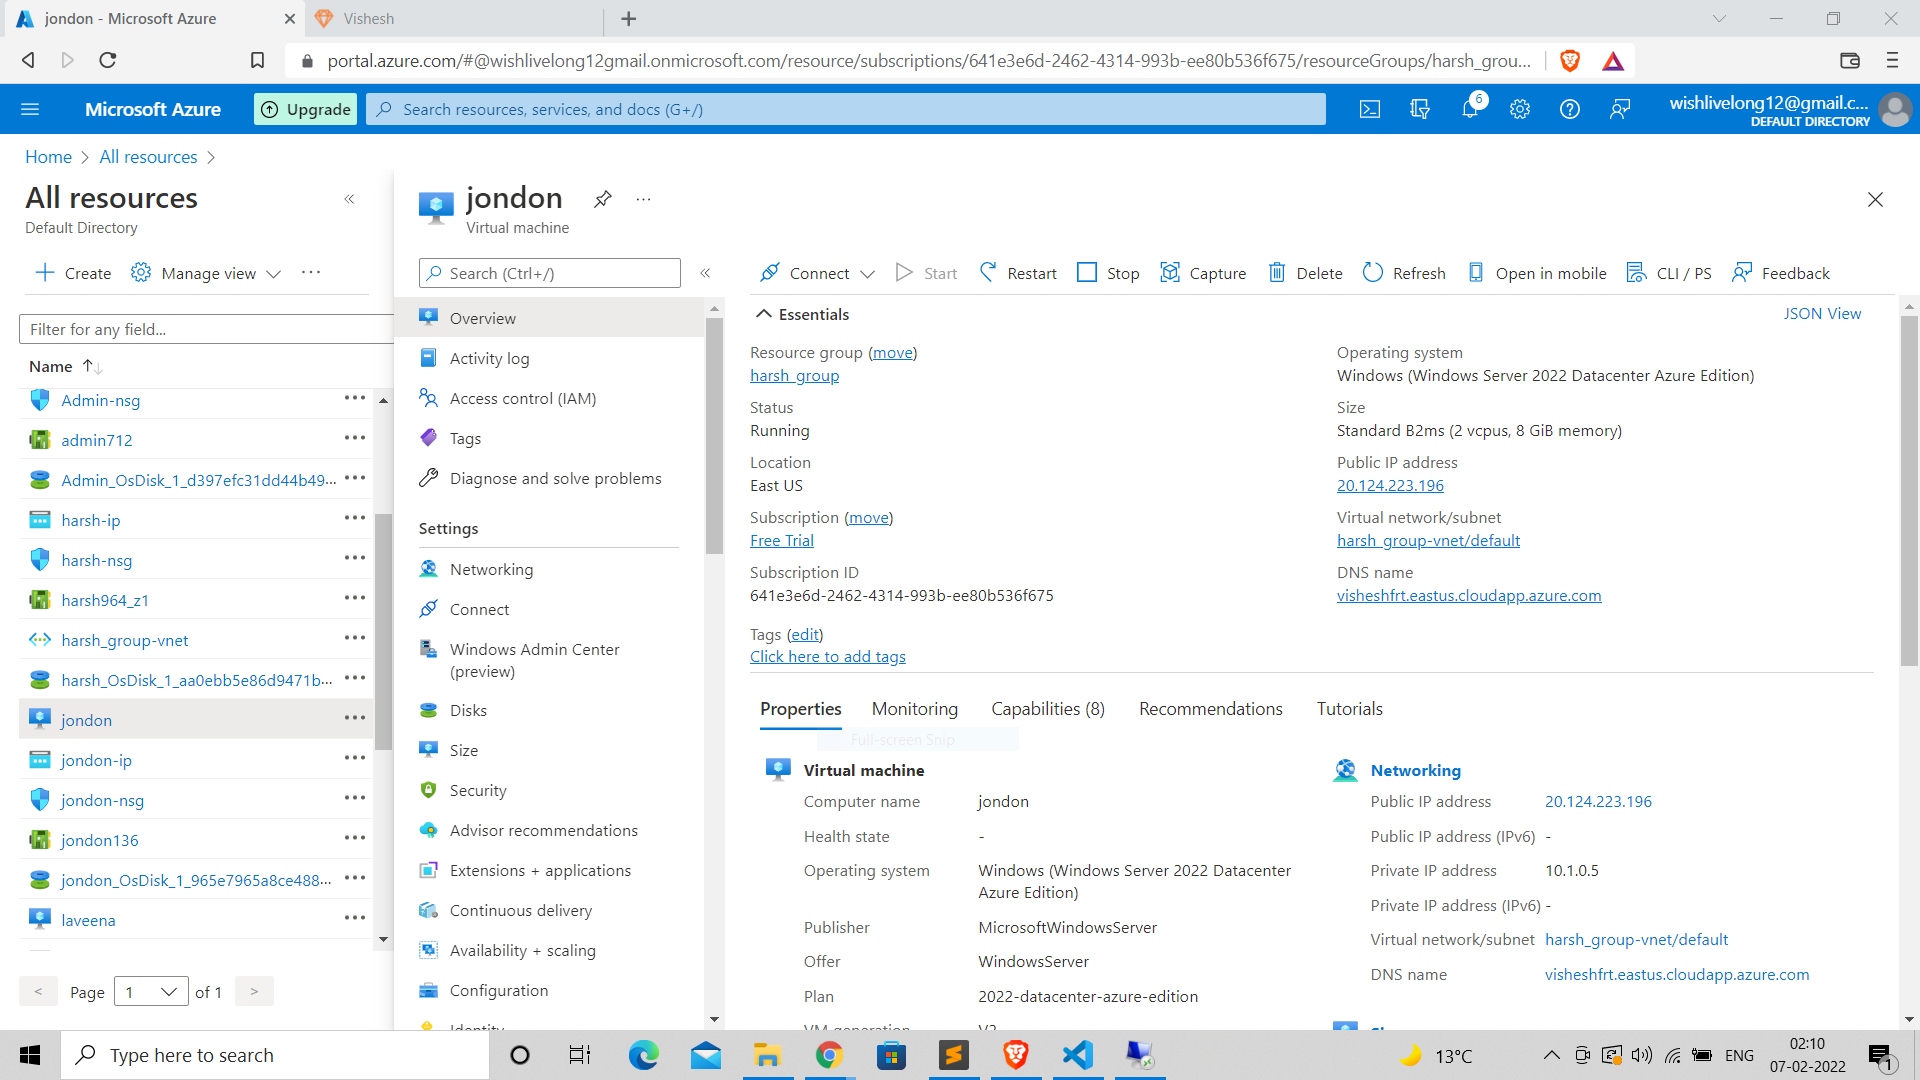 jondon - Microsoft Azure
Vishesh
portal.azure.com/#@wishlivelong12gmail.onmicrosoft.com/resource/subscriptions/641e3e6d-2462-4314-993b-ee80b536f675/resourceGroups/harsh_grou...
Microsoft Azure
Upgrade
Search resources, services, and docs (G+/)
6
wishlivelong12@gmail.c...
DEFAULT DIRECTORY
Home
All resources
All resources
Default Directory
Create
Manage view
Filter for any field...
Name
Admin-nsg
admin712
Admin_OsDisk_1_d397efc31dd44b49...
harsh-ip
harsh-nsg
harsh964_z1
harsh_group-vnet
harsh_OsDisk_1_aa0ebb5e86d9471b...
jondon
jondon-ip
jondon-nsg
jondon136
jondon_OsDisk_1_965e7965a8ce488...
laveena
< Page 1 of 1 >
jondon
Virtual machine
Search (Ctrl+/)
Overview
Activity log
Access control (IAM)
Tags
Diagnose and solve problems
Settings
Networking
Connect
Windows Admin Center
(preview)
Disks
Size
Security
Advisor recommendations
Extensions + applications
Continuous delivery
Availability + scaling
Configuration
Identity
Connect
Start
Restart
Stop
Capture
Delete
Refresh
Open in mobile
CLI / PS
Feedback
Essentials
JSON View
Resource group (move)
harsh_group
Status
Running
Location
East US
Subscription (move)
Free Trial
Subscription ID
641e3e6d-2462-4314-993b-ee80b536f675
Operating system
Windows (Windows Server 2022 Datacenter Azure Edition)
Size
Standard B2ms (2 vcpus, 8 GiB memory)
Public IP address
20.124.223.196
Virtual network/subnet
harsh_group-vnet/default
DNS name
visheshfrt.eastus.cloudapp.azure.com
Tags (edit)
Click here to add tags
Properties
Monitoring
Capabilities (8)
Recommendations
Tutorials
Full-screen Snip
Virtual machine
Computer name jondon
Health state -
Operating system Windows (Windows Server 2022 Datacenter
Azure Edition)
Publisher MicrosoftWindowsServer
Offer WindowsServer
Plan 2022-datacenter-azure-edition
VM generation V2
Networking
Public IP address 20.124.223.196
Public IP address (IPv6) -
Private IP address 10.1.0.5
Private IP address (IPv6) -
Virtual network/subnet harsh_group-vnet/default
DNS name visheshfrt.eastus.cloudapp.azure.com
Type here to search
13°C
ENG
02:10
07-02-2022
1